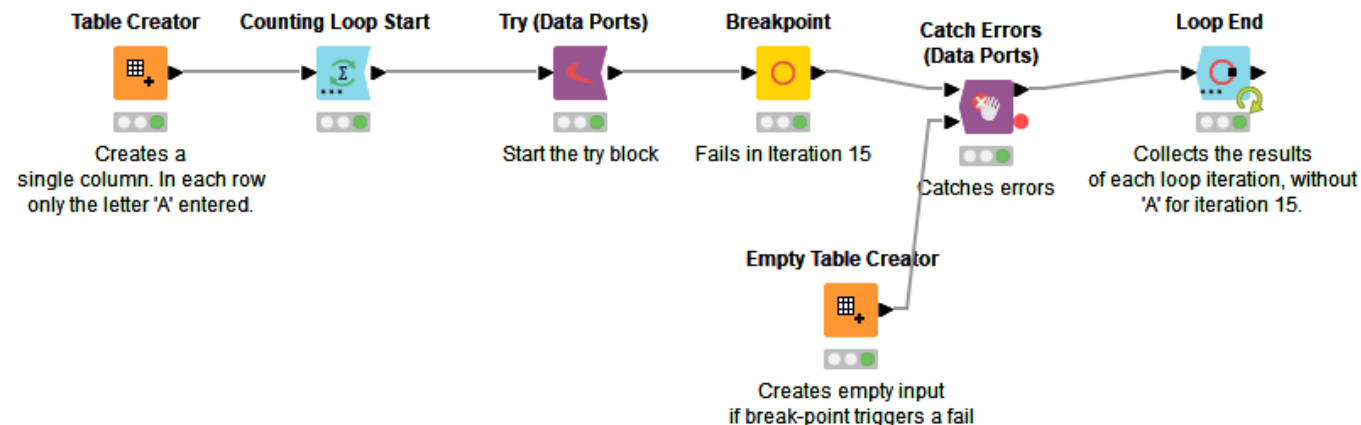 Table Creator
Counting Loop Start
Try (Data Ports)
Breakpoint
Catch Errors
(Data Ports)
Loop End
Creates a
single column. In each row
only the letter 'A' entered.
Start the try block
Fails in Iteration 15
Catches errors
Collects the results
of each loop iteration, without
'A' for iteration 15.
Empty Table Creator
Creates empty input
if break-point triggers a fail